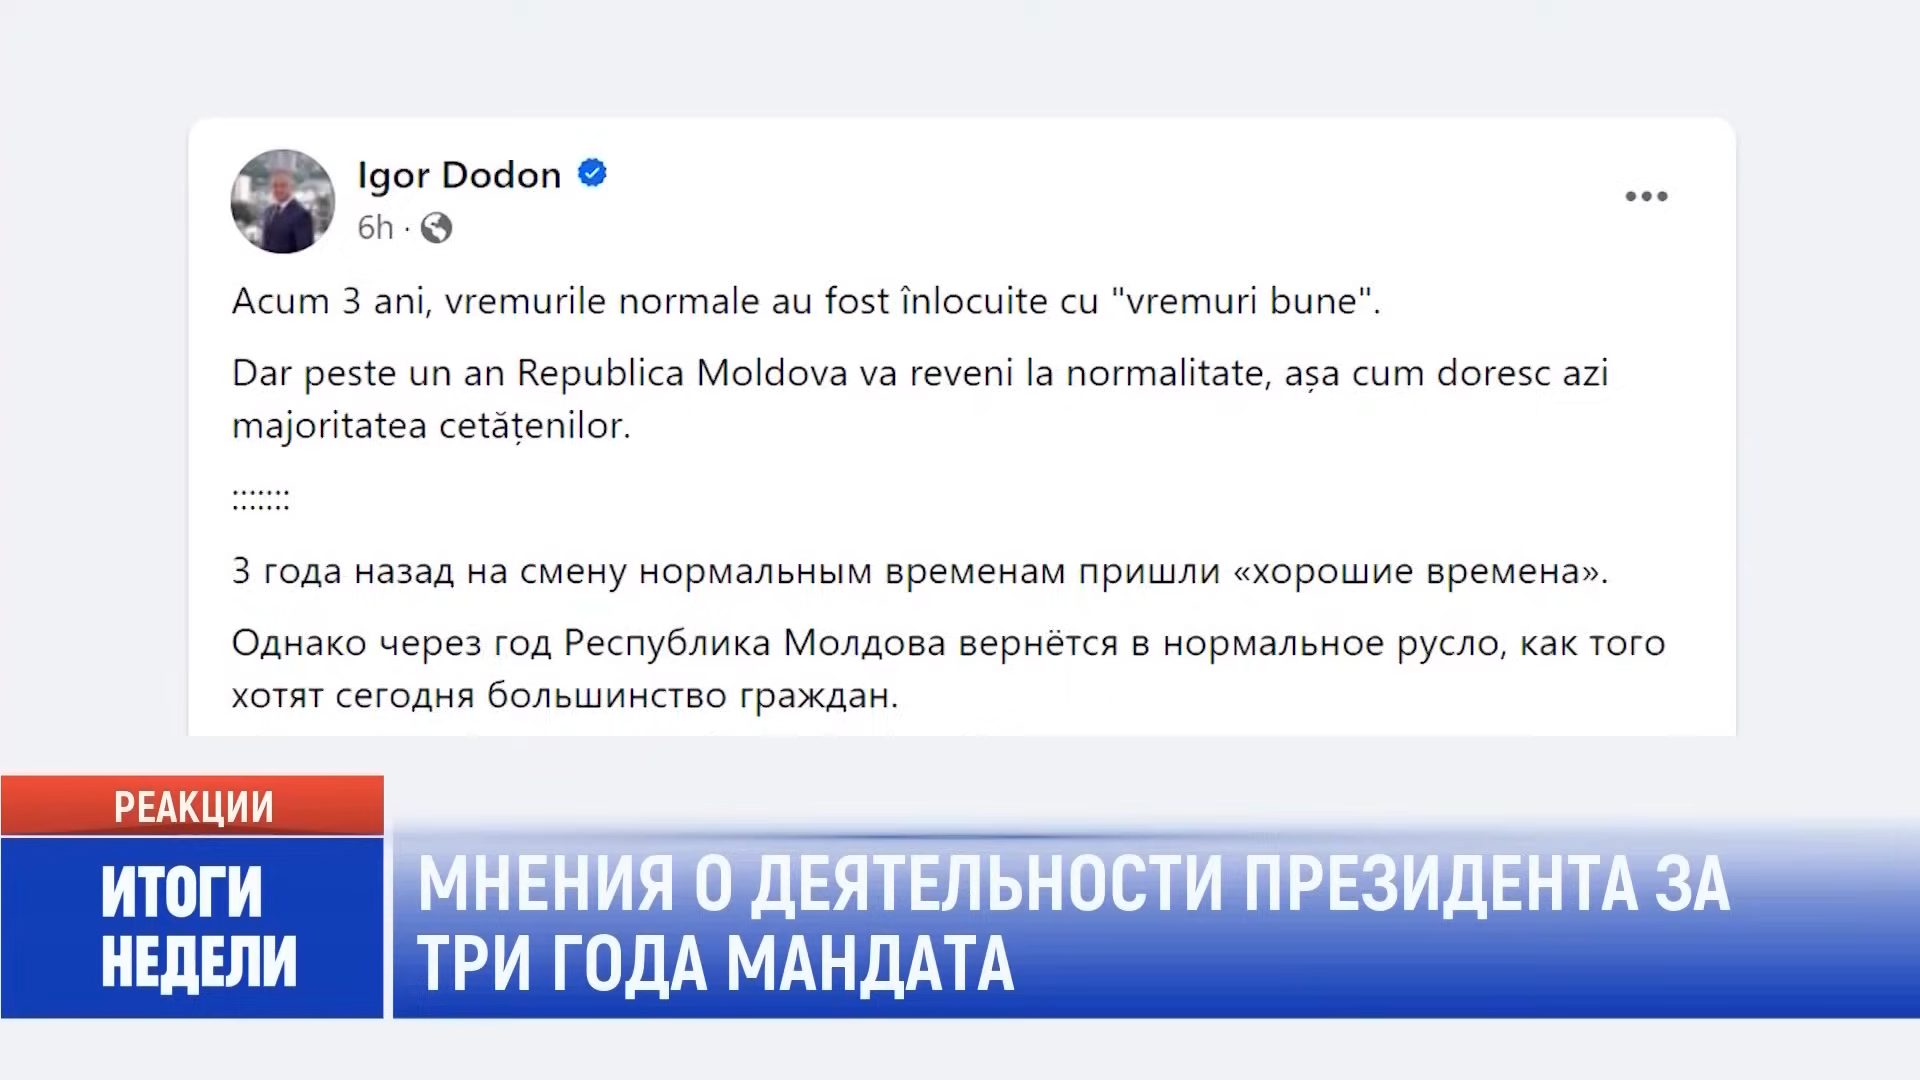 Igor Dodon
6h ·
Acum 3 ani, vremurile normale au fost înlocuite cu "vremuri bune".
Dar peste un an Republica Moldova va reveni la normalitate, așa cum doresc azi
majoritatea cetățenilor.
:::::::
3 года назад на смену нормальным временам пришли «хорошие времена».
Однако через год Республика Молдова вернётся в нормальное русло, как того
хотят сегодня большинство граждан.
РЕАКЦИИ
ИТОГИ
НЕДЕЛИ
МНЕНИЯ О ДЕЯТЕЛЬНОСТИ ПРЕЗИДЕНТА ЗА
ТРИ ГОДА МАНДАТА